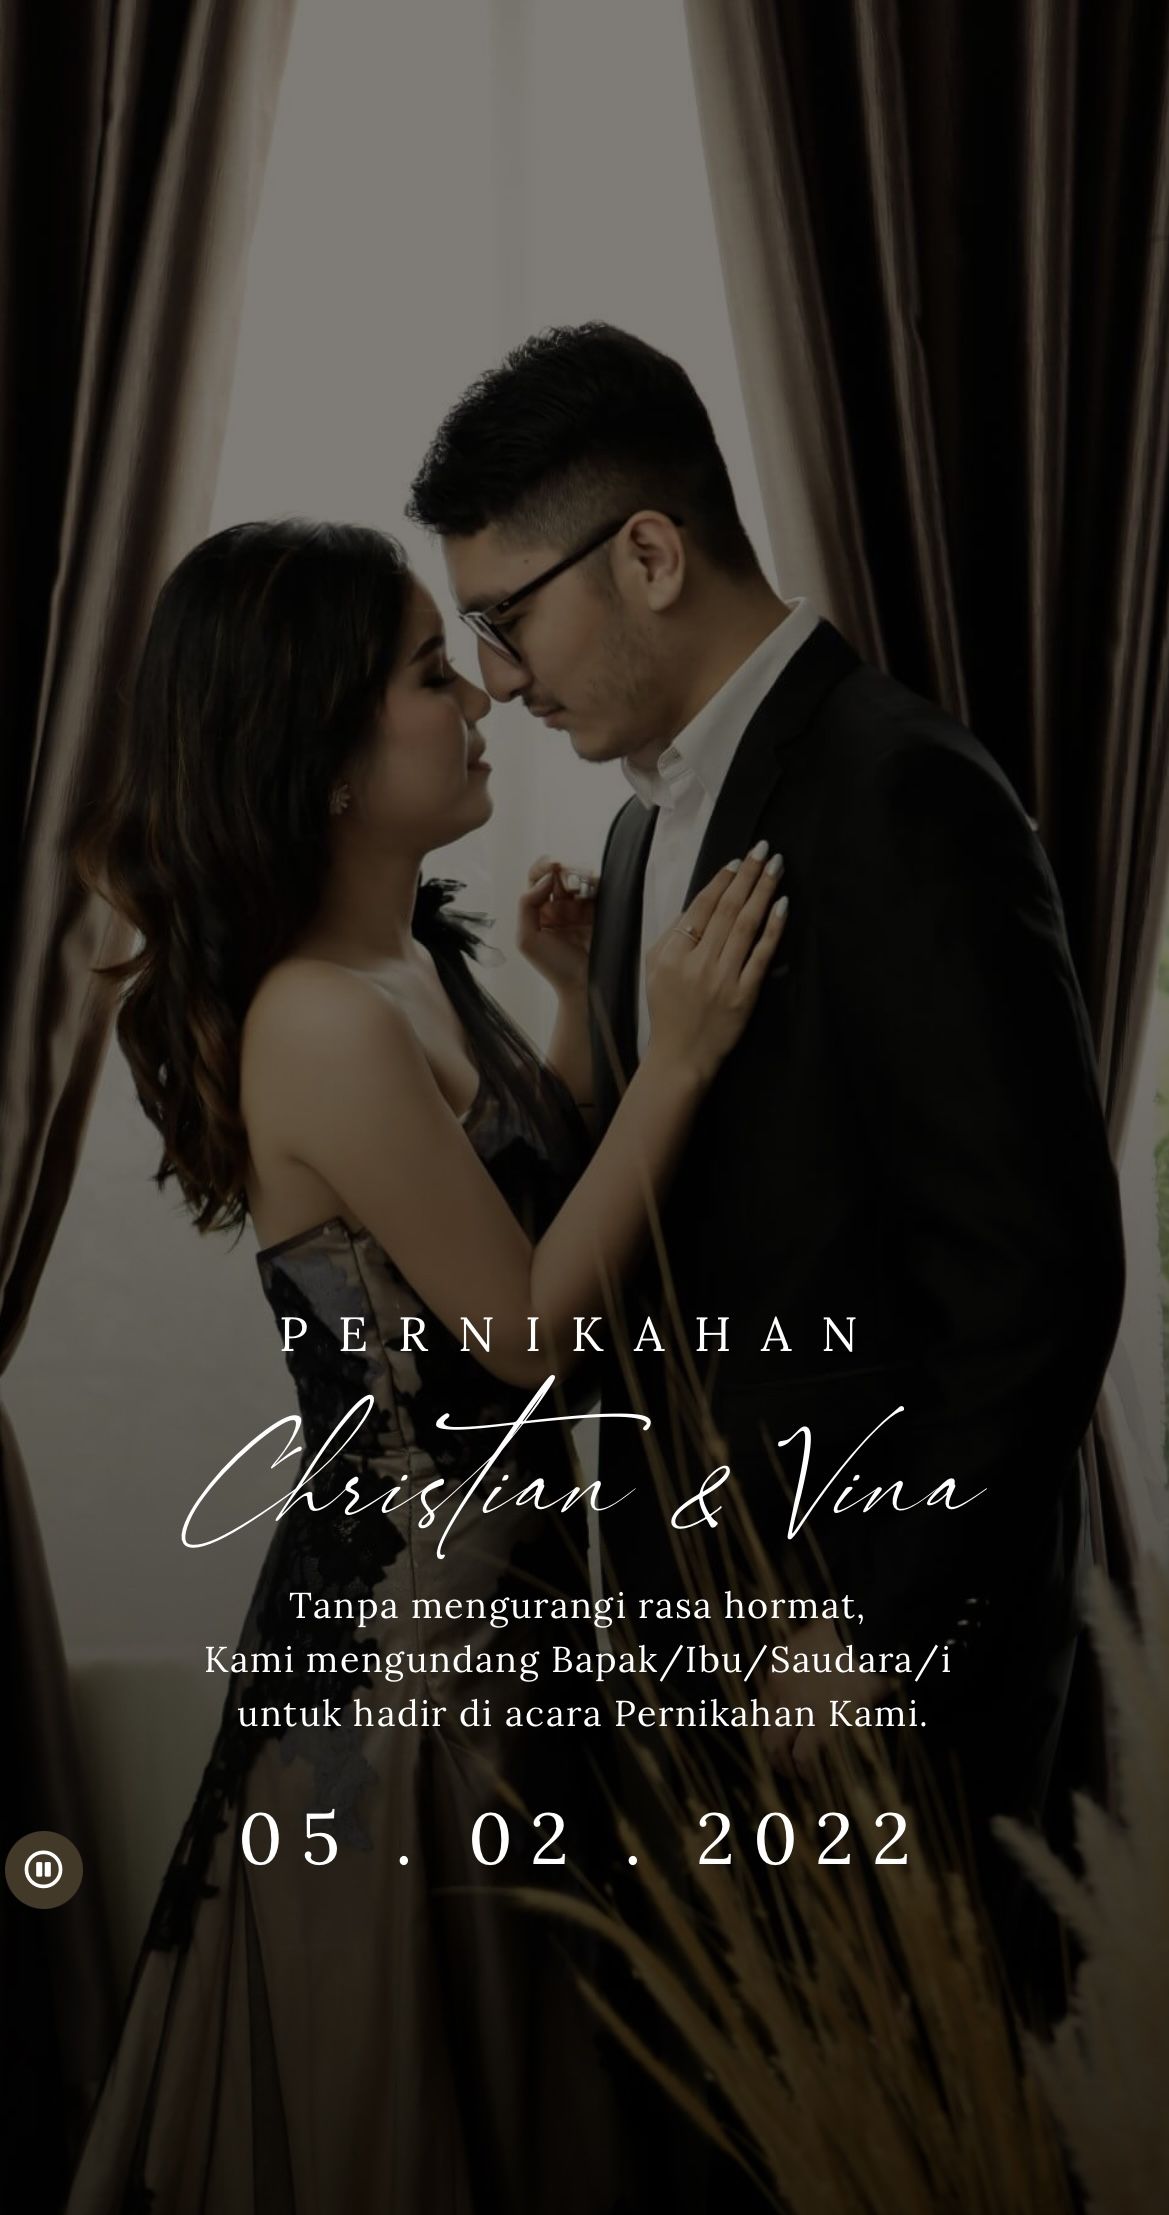 PERNIKAHAN
Christian & Vina
Tanpa mengurangi rasa hormat,
Kami mengundang Bapak/Ibu/Saudara/i
untuk hadir di acara Pernikahan Kami.
05 . 02 . 2022